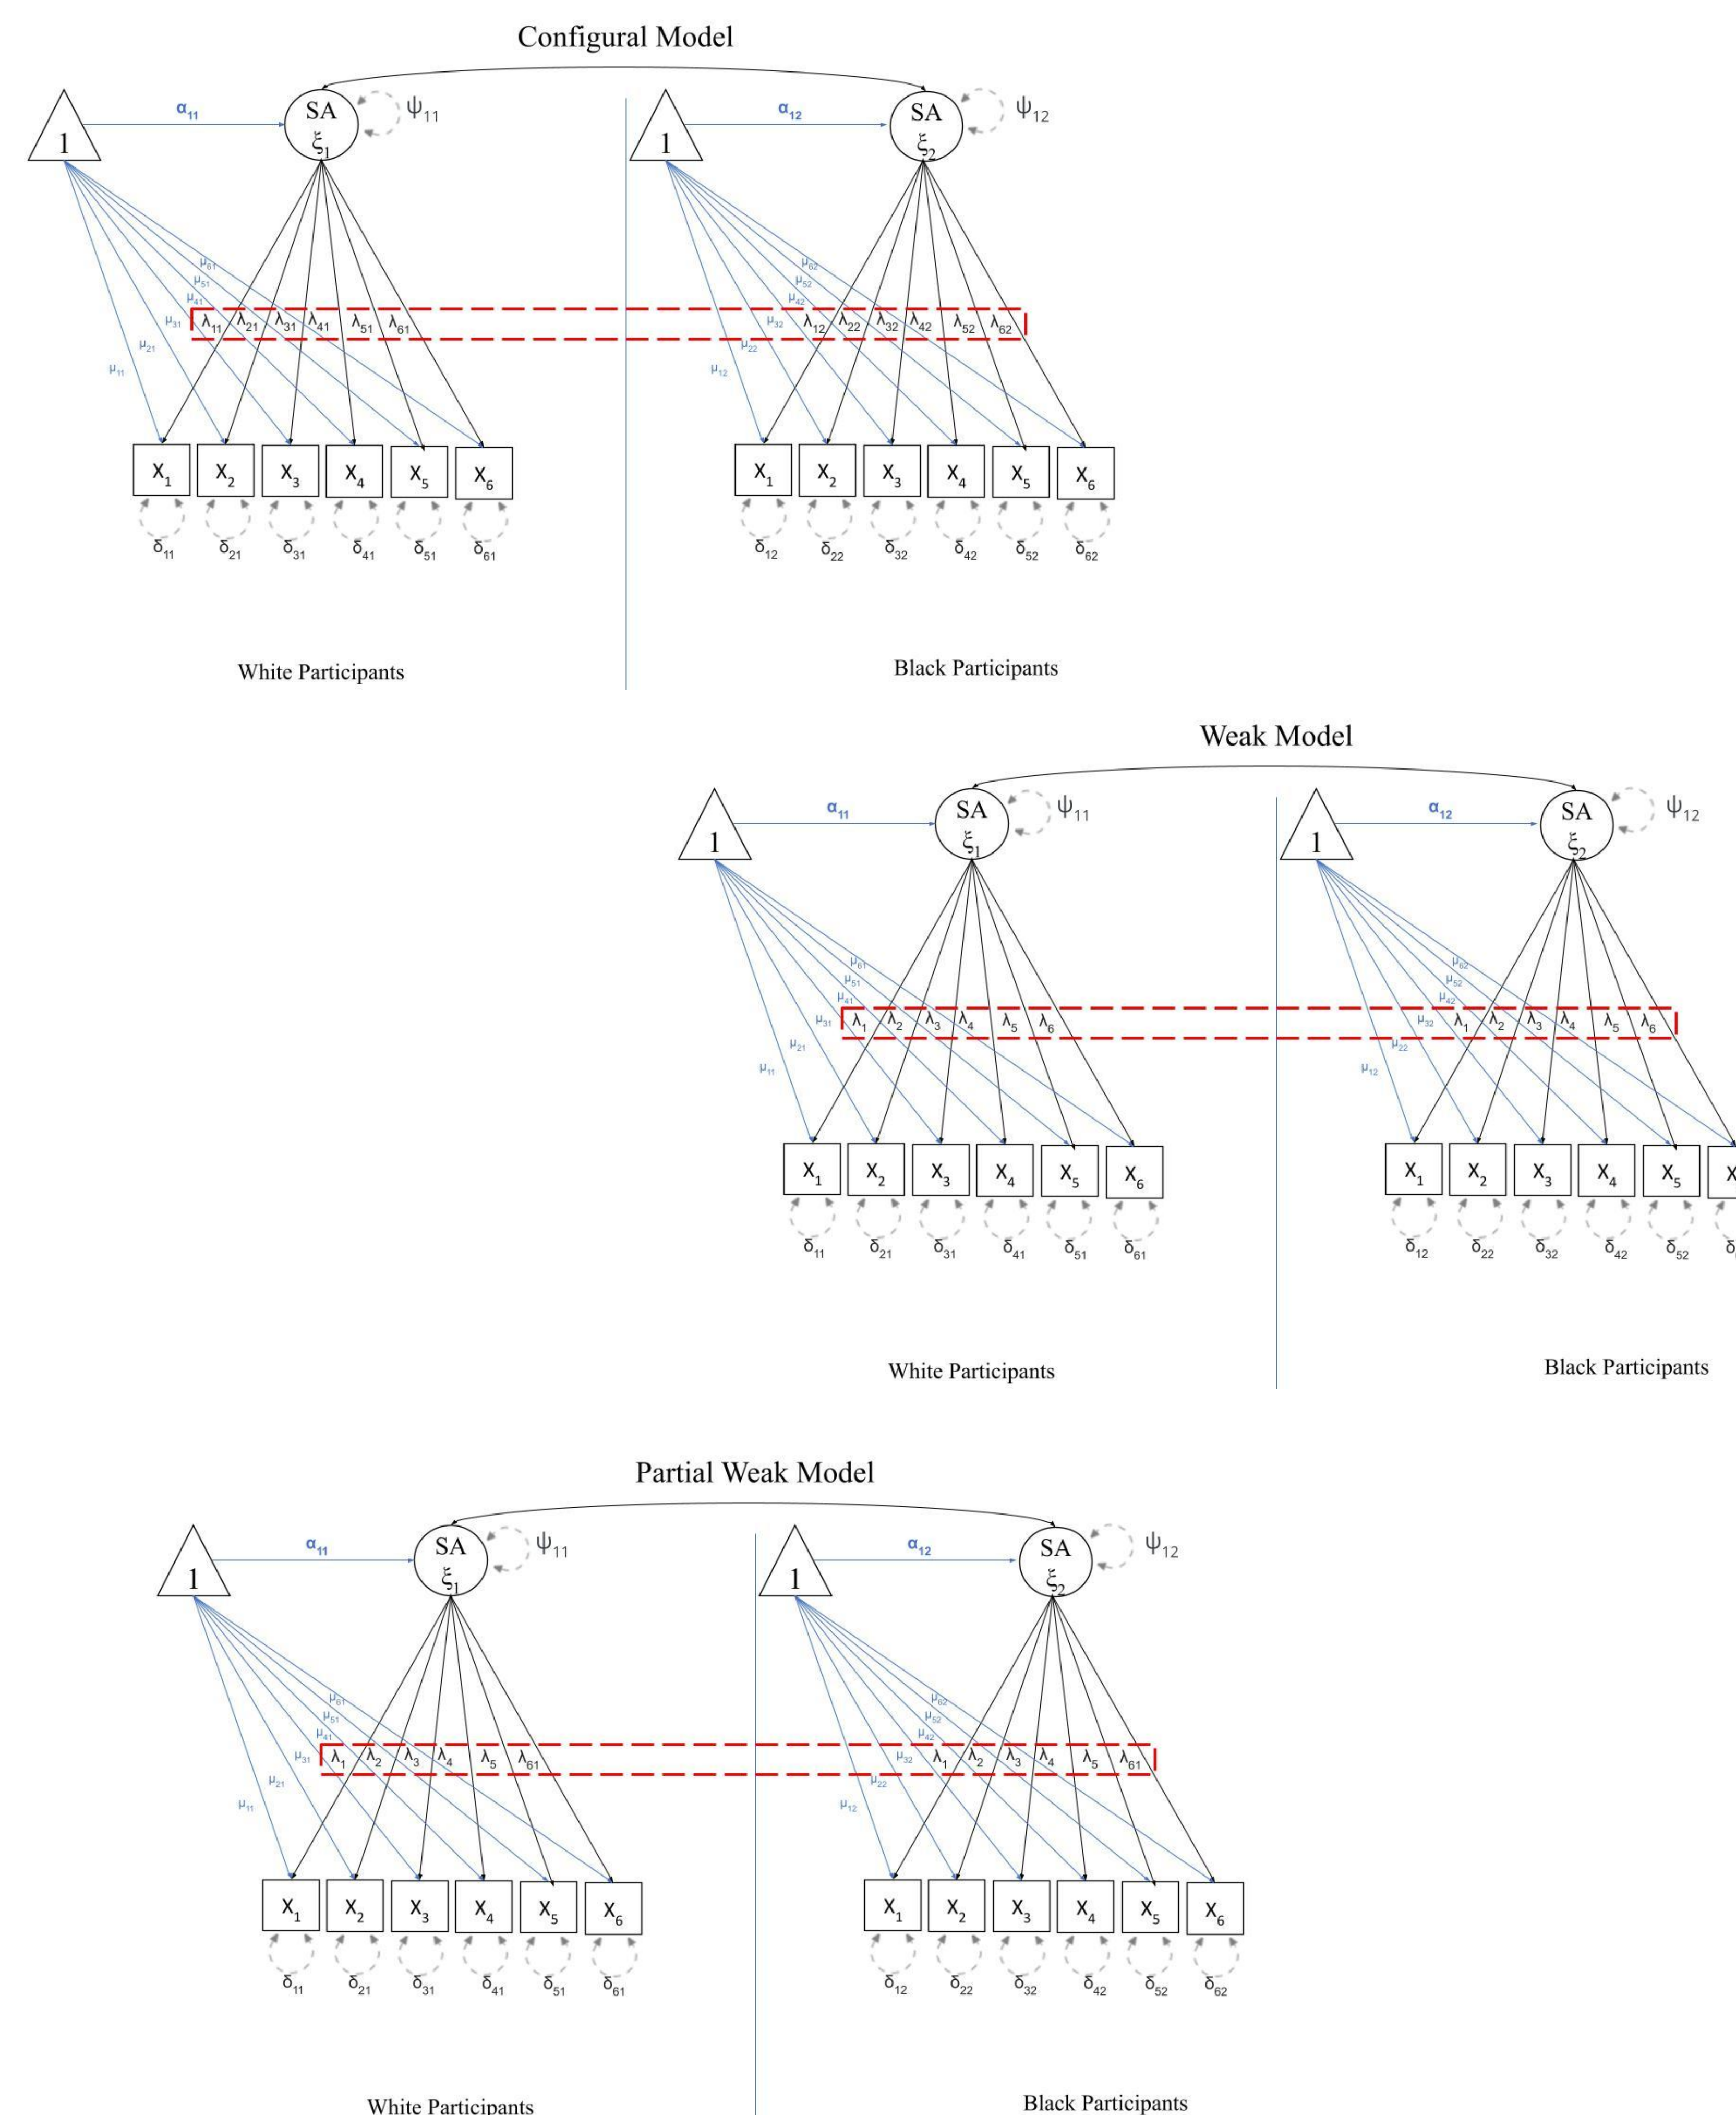 Configural Model
α11 SA ψ11 α12 SA ψ12
1 ξ1 1 ξ2
μ61 μ62
μ51 μ52
μ41 μ42
μ31 λ11 λ21 λ31 λ41 λ51 λ61 μ32 λ12 λ22 λ32 λ42 λ52 λ62
μ21 μ22
μ11 μ12
X1 X2 X3 X4 X5 X6 X1 X2 X3 X4 X5 X6
δ11 δ21 δ31 δ41 δ51 δ61 δ12 δ22 δ32 δ42 δ52 δ62
White Participants Black Participants
Weak Model
α11 SA ψ11 α12 SA ψ12
1 ξ1 1 ξ2
μ61 μ62
μ51 μ52
μ41 μ42
μ31 λ1 λ2 λ3 λ4 λ5 λ6 μ32 λ1 λ2 λ3 λ4 λ5 λ6
μ21 μ22
μ11 μ12
X1 X2 X3 X4 X5 X6 X1 X2 X3 X4 X5
δ11 δ21 δ31 δ41 δ51 δ61 δ12 δ22 δ32 δ42 δ52
White Participants Black Participants
Partial Weak Model
α11 SA ψ11 α12 SA ψ12
1 ξ1 1 ξ2
μ61 μ62
μ51 μ52
μ41 μ42
μ31 λ1 λ2 λ3 λ4 λ5 λ61 μ32 λ1 λ2 λ3 λ4 λ5 λ61
μ21 μ22
μ11 μ12
X1 X2 X3 X4 X5 X6 X1 X2 X3 X4 X5 X6
δ11 δ21 δ31 δ41 δ51 δ61 δ12 δ22 δ32 δ42 δ52 δ62
White Participants Black Participants